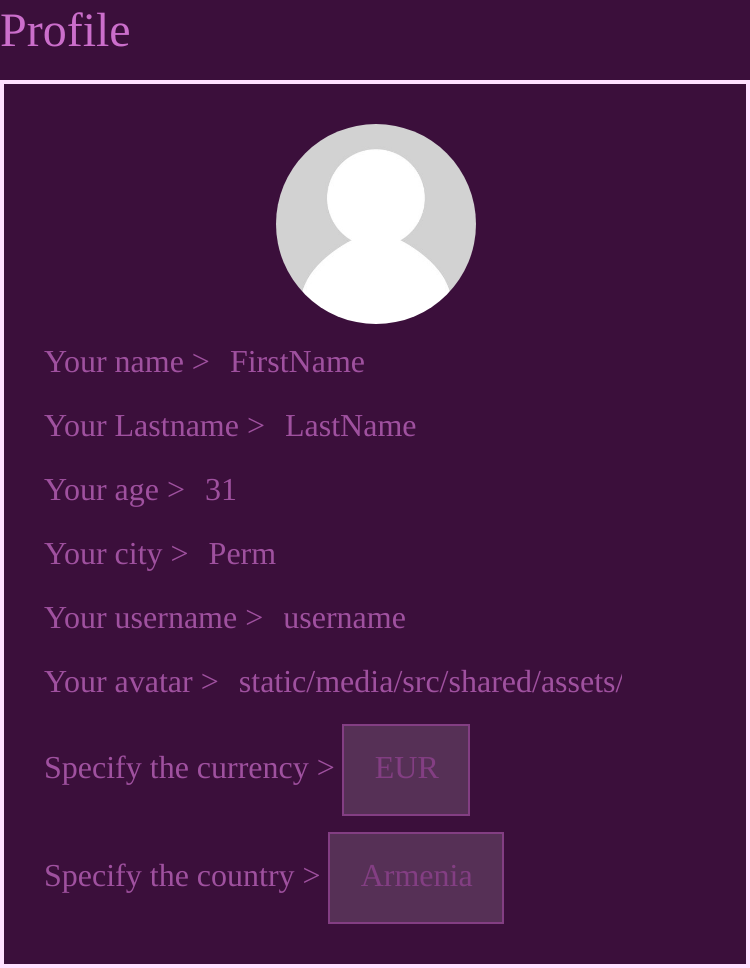 Profile
Your name > FirstName
Your Lastname > LastName
Your age > 31
Your city > Perm
Your username > username
Your avatar > static/media/src/shared/assets/
Specify the currency > EUR
Specify the country > Armenia